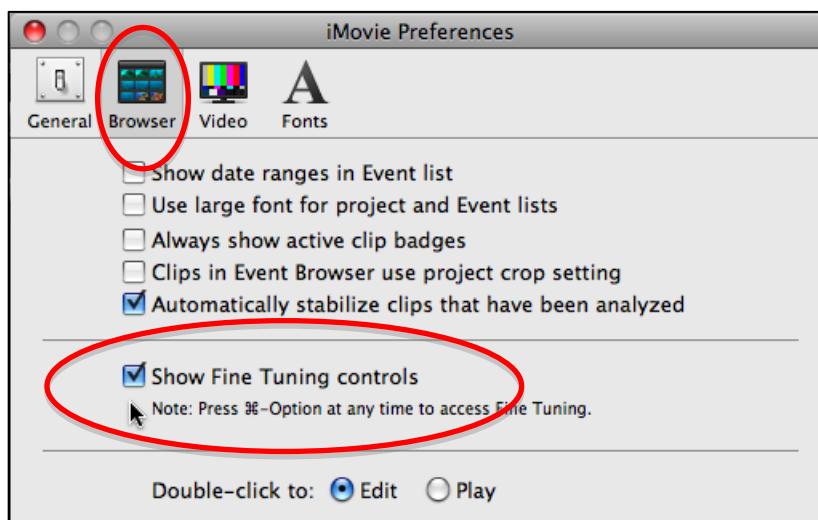 iMovie Preferences
General Browser Video Fonts
Show date ranges in Event list
Use large font for project and Event lists
Always show active clip badges
Clips in Event Browser use project crop setting
Automatically stabilize clips that have been analyzed
Show Fine Tuning controls
Note: Press ⌘-Option at any time to access Fine Tuning.
Double-click to: Edit Play